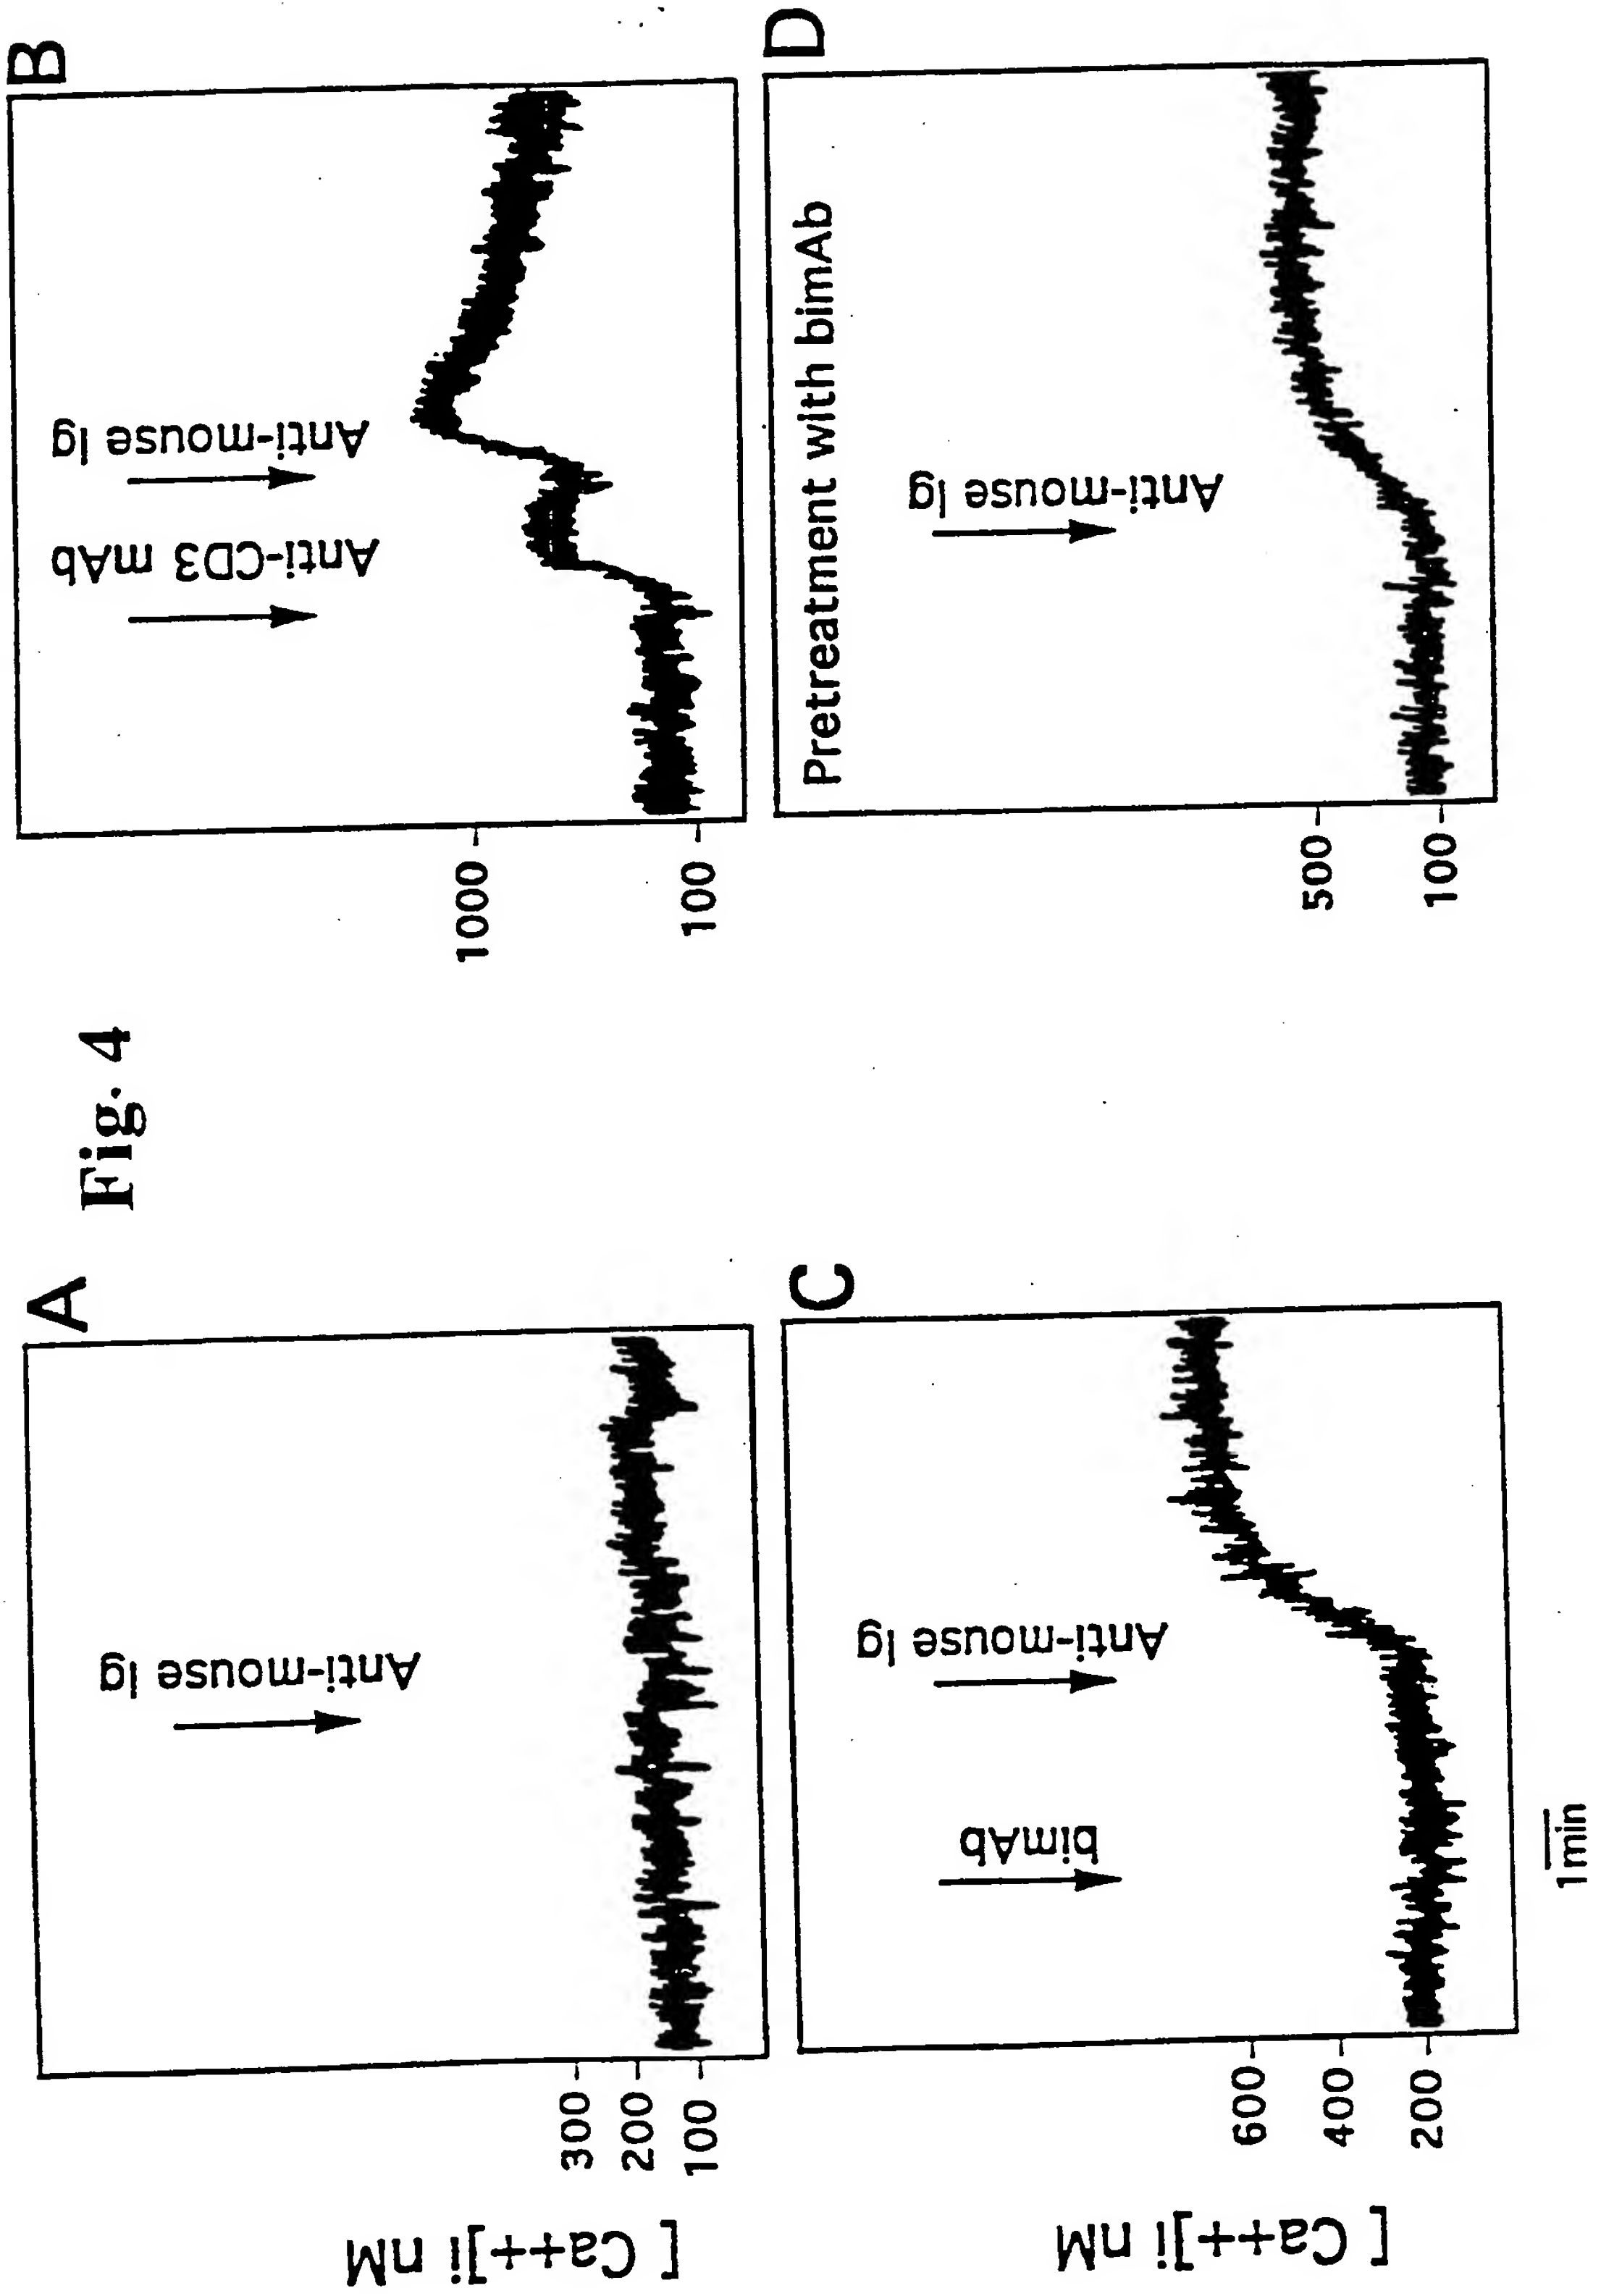 Fig. 4
A
Anti-mouse Ig
300
200
100
[ Ca++]i nM
B
Anti-CD3 mAb
Anti-mouse Ig
1000
100
C
bimAb
Anti-mouse Ig
600
400
200
[ Ca++]i nM
1min
D
Pretreatment with bimAb
Anti-mouse Ig
500
100